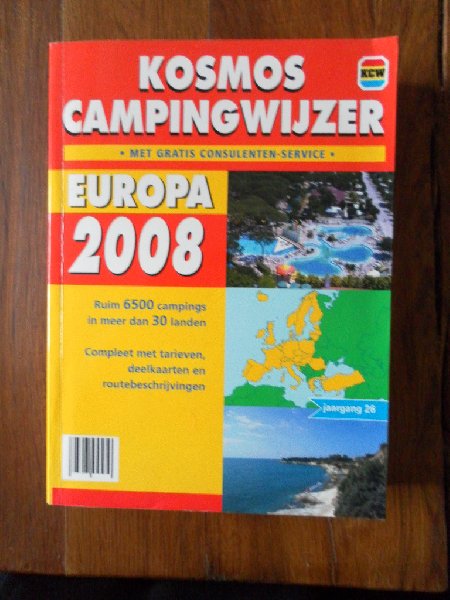 KOSMOS
KCW
CAMPINGWIJZER
• MET GRATIS CONSULENTEN-SERVICE •
EUROPA
2008
Ruim 6500 campings
in meer dan 30 landen
Compleet met tarieven,
deelkaarten en
routebeschrijvingen
jaargang 26